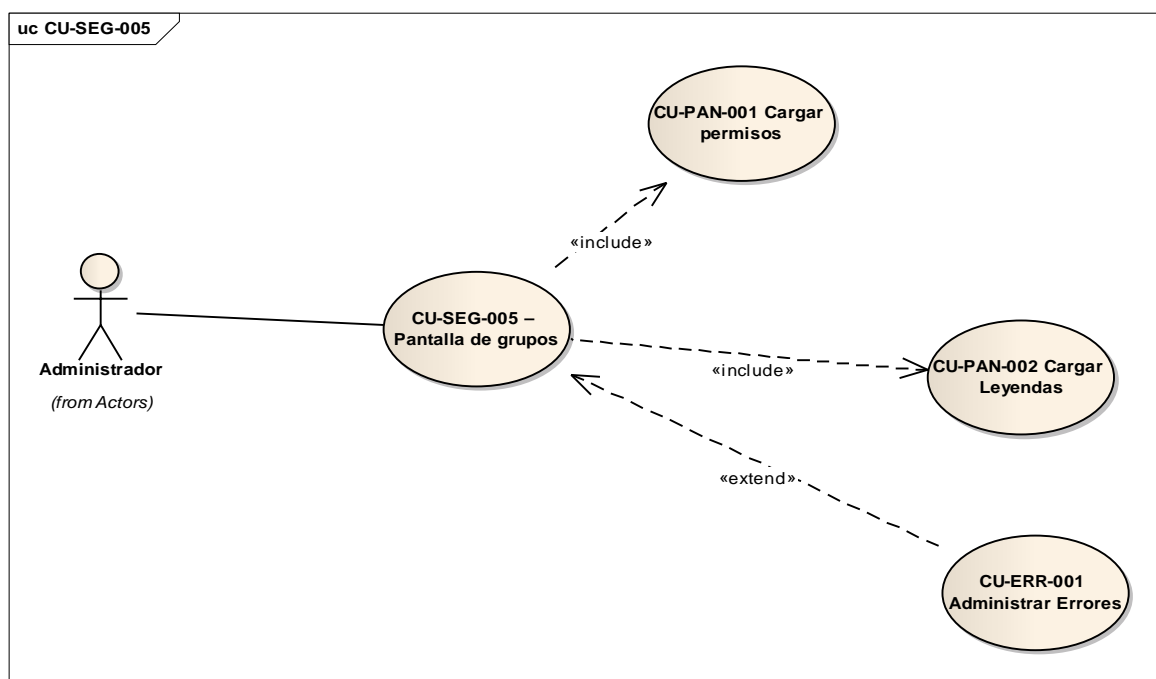 uc CU-SEG-005
CU-PAN-001 Cargar
permisos
«include»
CU-SEG-005 –
Pantalla de grupos
Administrador
(from Actors)
«include»
CU-PAN-002 Cargar
Leyendas
«extend»
CU-ERR-001
Administrar Errores